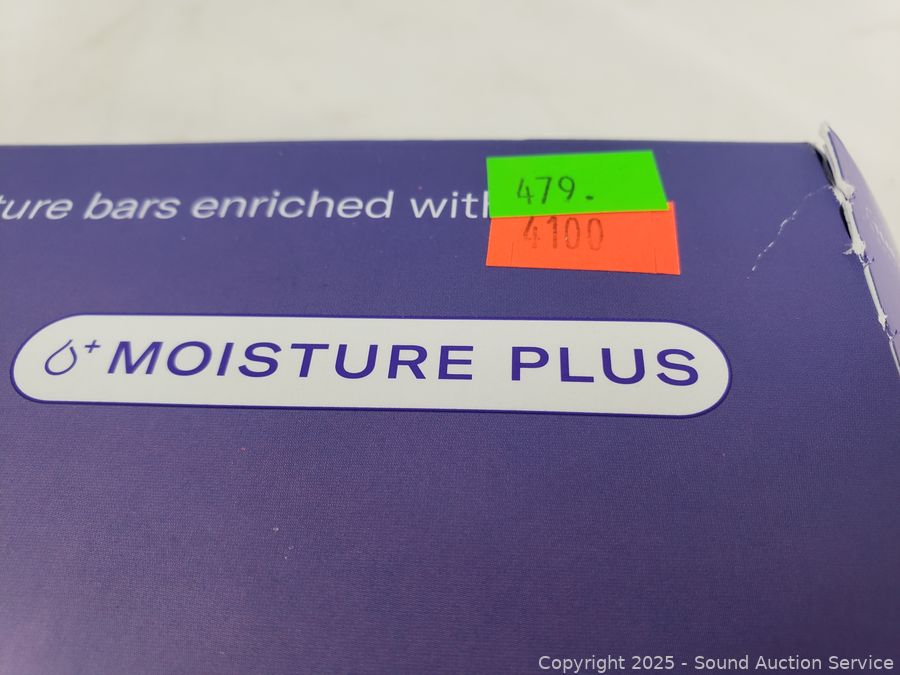 ture bars enriched with
479.
4100
MOISTURE PLUS
Copyright 2025 - Sound Auction Service